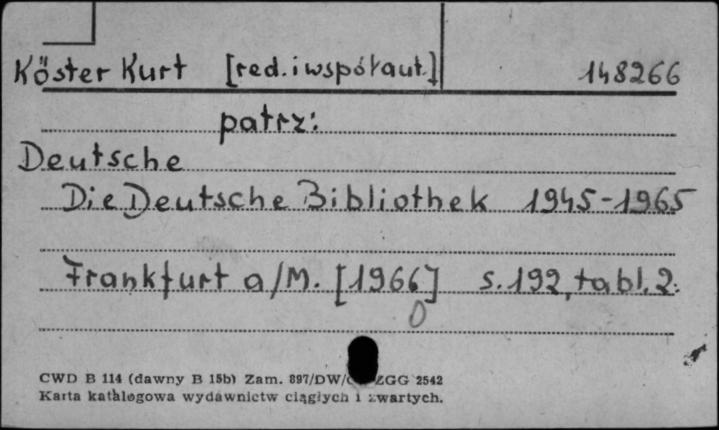 Köster Kurt [red. i współaut.] 148266
patrz:
Deutsche
Die Deutsche Bibliothek 1945-1965
Frankfurt a/M. [1966] s. 192, tabl. 2.
0
CWD B 114 (dawny B 15b) Zam. 897/DW/ ZGG 2542
Karta katalogowa wydawnictw ciągłych i zwartych.